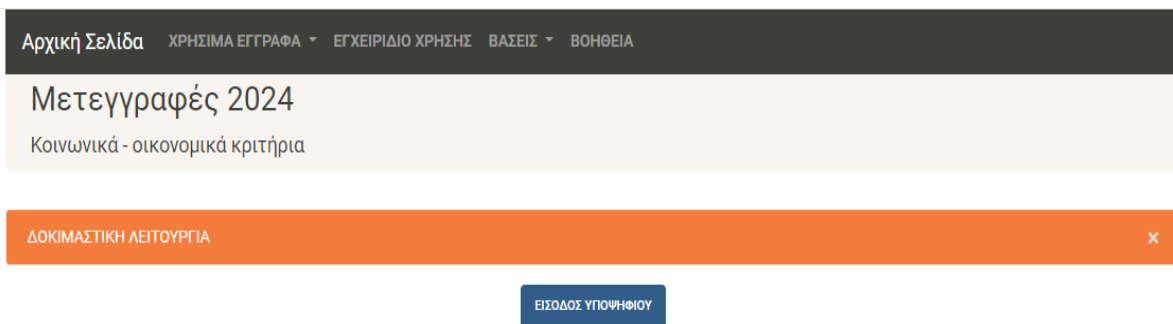 Αρχική Σελίδα ΧΡΗΣΙΜΑ ΕΓΓΡΑΦΑ ΕΓΧΕΙΡΙΔΙΟ ΧΡΗΣΗΣ ΒΑΣΕΙΣ ΒΟΗΘΕΙΑ
Μετεγγραφές 2024
Κοινωνικά - οικονομικά κριτήρια
ΔΟΚΙΜΑΣΤΙΚΗ ΛΕΙΤΟΥΡΓΙΑ ×
ΕΙΣΟΔΟΣ ΥΠΟΨΗΦΙΟΥ